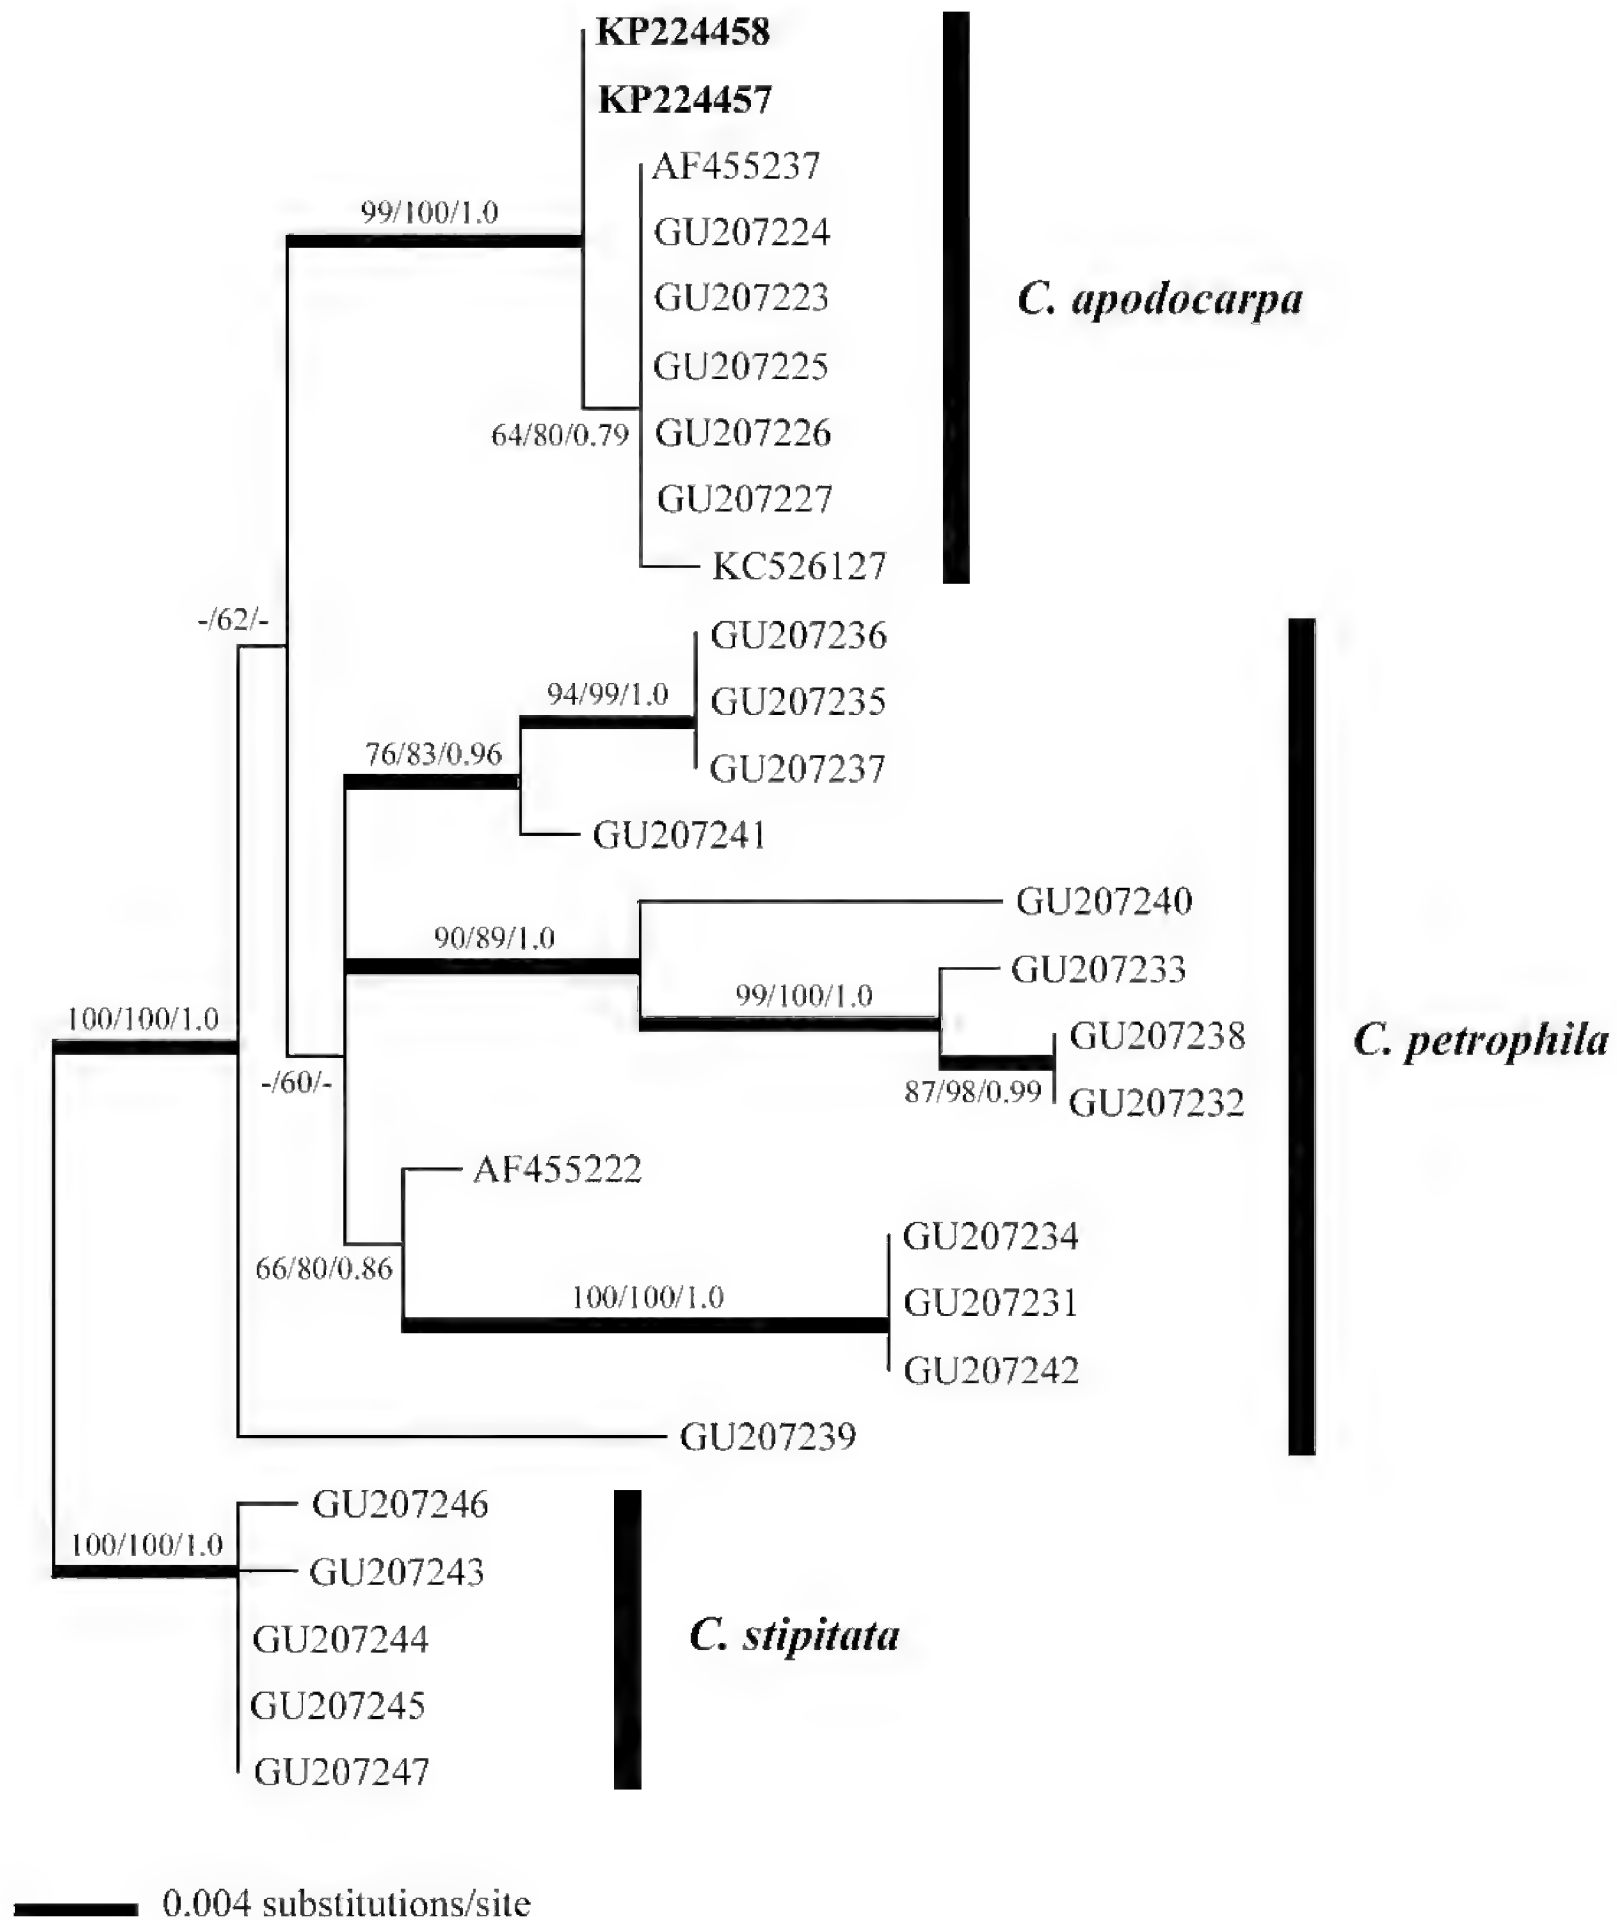 KP224458
KP224457
AF455237
99/100/1.0
GU207224
GU207223
C. apodocarpa
GU207225
64/80/0.79
GU207226
GU207227
KC526127
-/62/-
GU207236
94/99/1.0
GU207235
76/83/0.96
GU207237
GU207241
GU207240
90/89/1.0
GU207233
99/100/1.0
100/100/1.0
GU207238
C. petrophila
-/60/-
87/98/0.99
GU207232
AF455222
GU207234
66/80/0.86
100/100/1.0
GU207231
GU207242
GU207239
GU207246
100/100/1.0
GU207243
GU207244
C. stipitata
GU207245
GU207247
0.004 substitutions/site